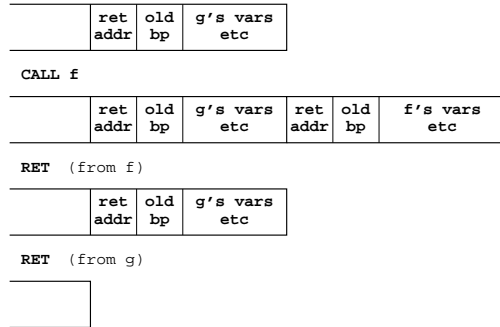 ret old g's vars
addr bp etc
CALL f
ret old g's vars ret old f's vars
addr bp etc addr bp etc
RET (from f)
ret old g's vars
addr bp etc
RET (from g)